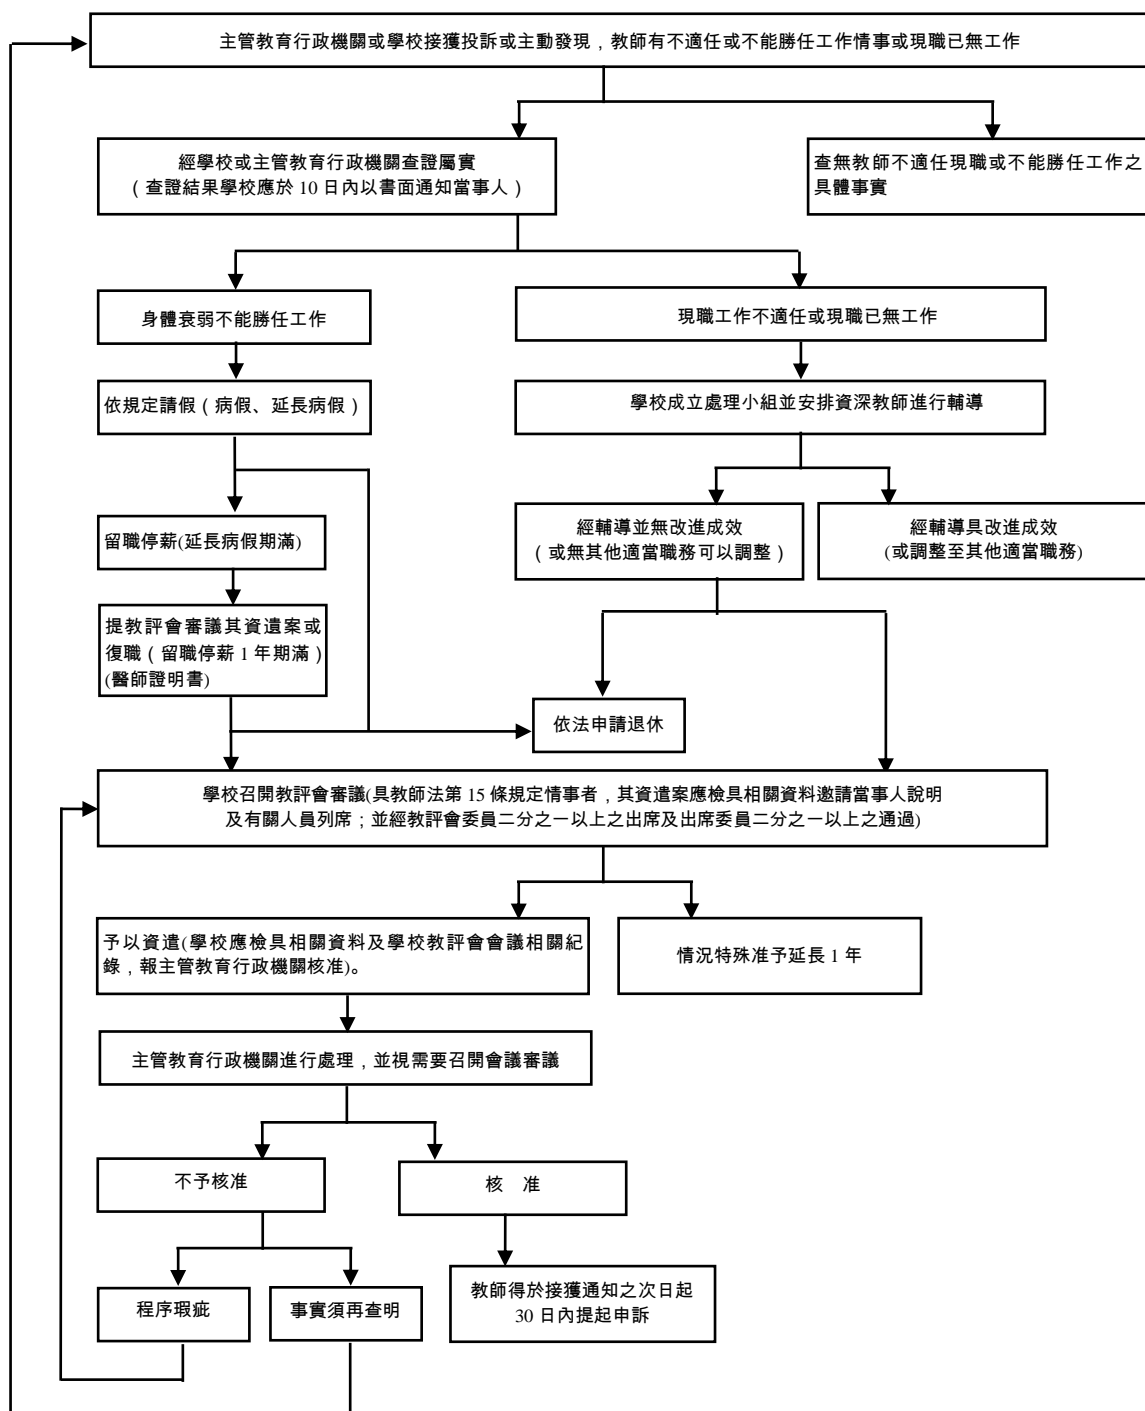 主管教育行政機關或學校接獲投訴或主動發現，教師有不適任或不能勝任工作情事或現職已無工作
經學校或主管教育行政機關查證屬實
（查證結果學校應於 10 日內以書面通知當事人）
查無教師不適任現職或不能勝任工作之
具體事實
身體衰弱不能勝任工作
現職工作不適任或現職已無工作
依規定請假（病假、延長病假）
學校成立處理小組並安排資深教師進行輔導
留職停薪(延長病假期滿)
經輔導並無改進成效
（或無其他適當職務可以調整）
經輔導具改進成效
(或調整至其他適當職務)
提教評會審議其資遺案或
復職（留職停薪 1 年期滿）
(醫師證明書)
依法申請退休
學校召開教評會審議(具教師法第 15 條規定情事者，其資遺案應檢具相關資料邀請當事人說明
及有關人員列席；並經教評會委員二分之一以上之出席及出席委員二分之一以上之通過)
予以資遺(學校應檢具相關資料及學校教評會會議相關紀
錄，報主管教育行政機關核准)。
情況特殊准予延長 1 年
主管教育行政機關進行處理，並視需要召開會議審議
不予核准
核　准
程序瑕疵
事實須再查明
教師得於接獲通知之次日起
30 日內提起申訴